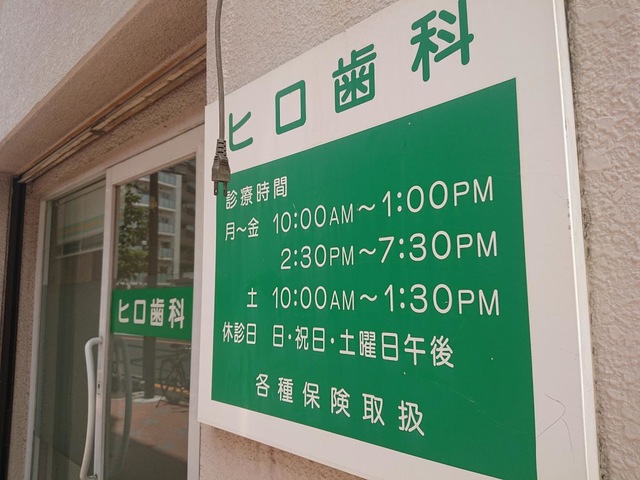 ヒロ歯科
診療時間
月～金 10:00AM～1:00PM
2:30PM～7:30PM
土 10:00AM～1:30PM
休診日 日・祝日・土曜日午後
各種保険取扱
ヒロ歯科